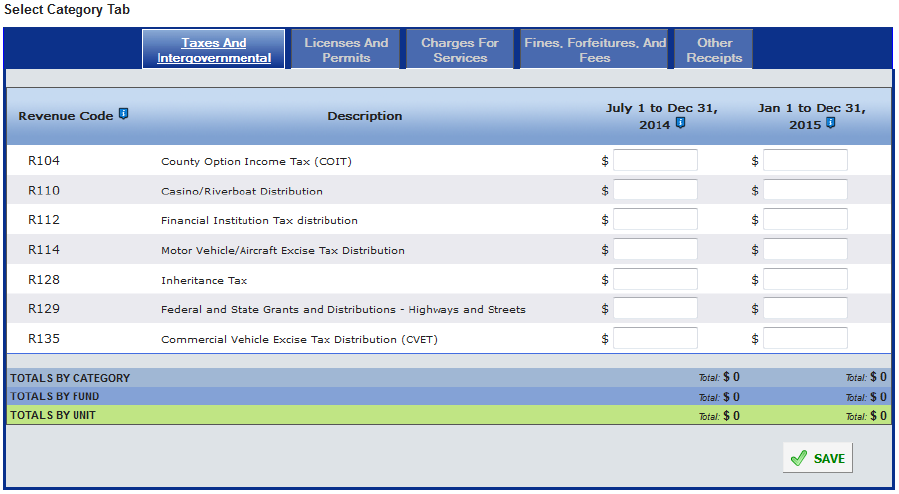 Select Category Tab
Taxes And Intergovernmental
Licenses And Permits
Charges For Services
Fines, Forfeitures, And Fees
Other Receipts
Revenue Code Description July 1 to Dec 31, 2014 Jan 1 to Dec 31, 2015
R104 County Option Income Tax (COIT) $ $
R110 Casino/Riverboat Distribution $ $
R112 Financial Institution Tax distribution $ $
R114 Motor Vehicle/Aircraft Excise Tax Distribution $ $
R128 Inheritance Tax $ $
R129 Federal and State Grants and Distributions - Highways and Streets $ $
R135 Commercial Vehicle Excise Tax Distribution (CVET) $ $
TOTALS BY CATEGORY Total: $ 0 Total: $ 0
TOTALS BY FUND Total: $ 0 Total: $ 0
TOTALS BY UNIT Total: $ 0 Total: $ 0
SAVE